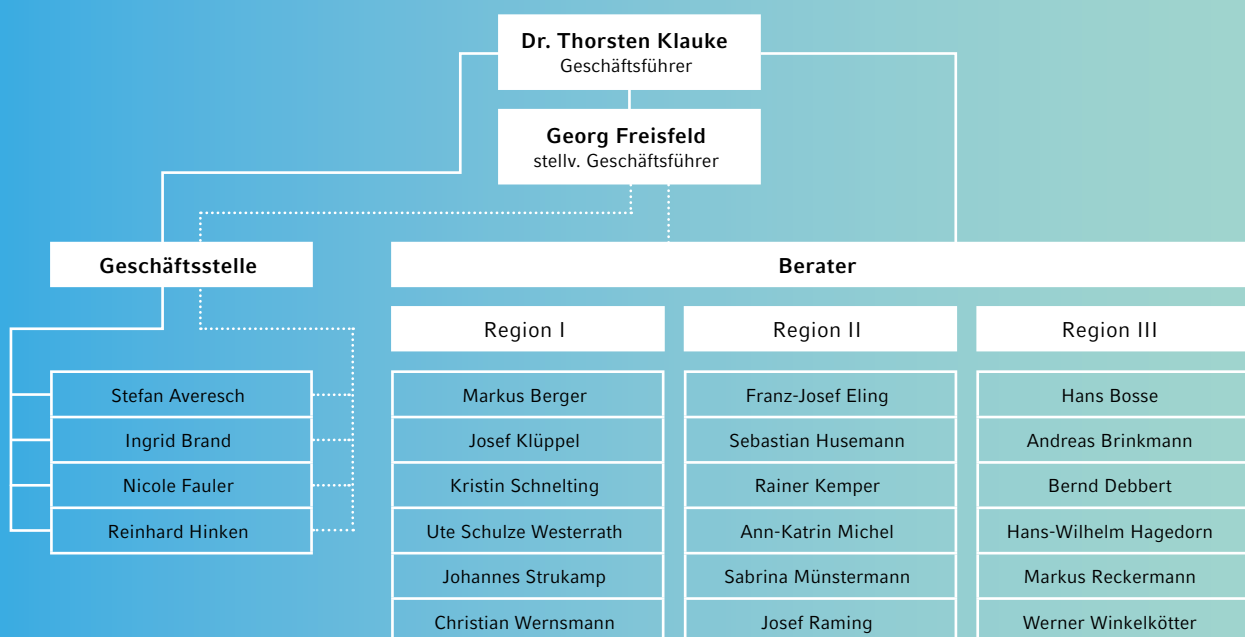 Dr. Thorsten Klauke
Geschäftsführer
Georg Freisfeld
stellv. Geschäftsführer
Geschäftsstelle
Stefan Averesch
Ingrid Brand
Nicole Fauler
Reinhard Hinken
Berater
Region I
Markus Berger
Josef Klüppel
Kristin Schnelting
Ute Schulze Westerrath
Johannes Strukamp
Christian Wernsmann
Region II
Franz-Josef Eling
Sebastian Husemann
Rainer Kemper
Ann-Katrin Michel
Sabrina Münstermann
Josef Raming
Region III
Hans Bosse
Andreas Brinkmann
Bernd Debbert
Hans-Wilhelm Hagedorn
Markus Reckermann
Werner Winkelkötter